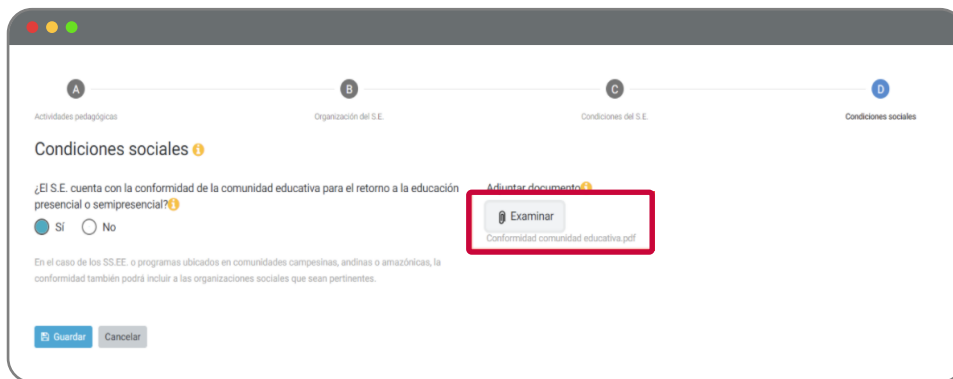 A
B
C
D
Actividades pedagógicas
Organización del S.E.
Condiciones del S.E.
Condiciones sociales
Condiciones sociales
¿El S.E. cuenta con la conformidad de la comunidad educativa para el retorno a la educación
presencial o semipresencial?
Sí No
En el caso de los SS.EE. o programas ubicados en comunidades campesinas, andinas o amazónicas, la
conformidad también podrá incluir a las organizaciones sociales que sean pertinentes.
Adjuntar documento
Examinar
Conformidad comunidad educativa.pdf
Guardar Cancelar